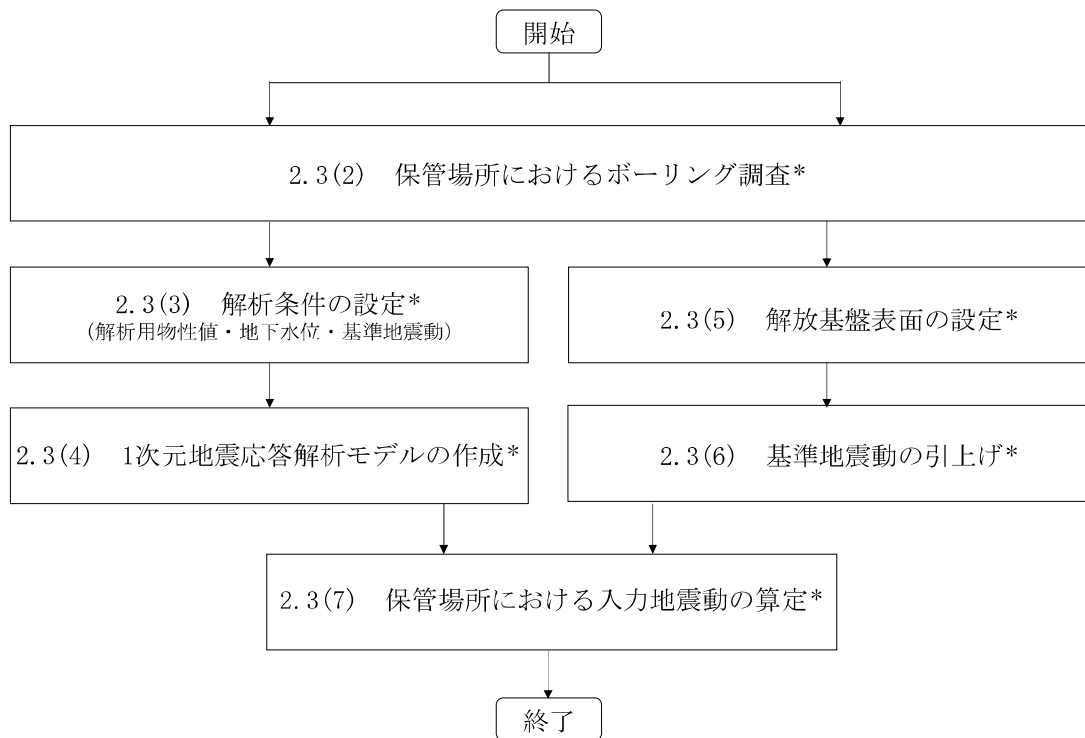 開始
2.3(2)　保管場所におけるボーリング調査*
2.3(3)　解析条件の設定*
(解析用物性値・地下水位・基準地震動)
2.3(5)　解放基盤表面の設定*
2.3(4)　1次元地震応答解析モデルの作成*
2.3(6)　基準地震動の引上げ*
2.3(7)　保管場所における入力地震動の算定*
終了